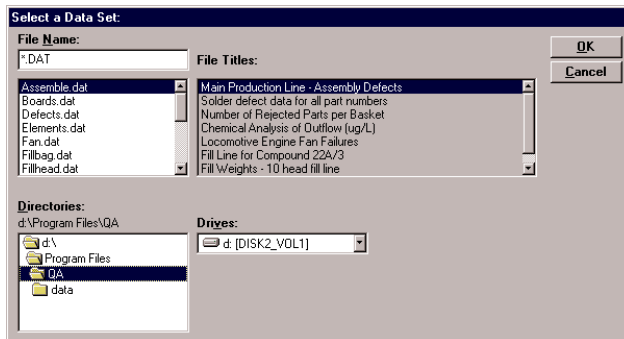 Select a Data Set:
File Name:
*.DAT
File Titles:
OK
Cancel
Assemble.dat
Boards.dat
Defects.dat
Elements.dat
Fan.dat
Fillbag.dat
Fillhead.dat
Main Production Line - Assembly Defects
Solder defect data for all part numbers
Number of Rejected Parts per Basket
Chemical Analysis of Outflow (ug/L)
Locomotive Engine Fan Failures
Fill Line for Compound 22A/3
Fill Weights - 10 head fill line
Directories:
d:\Program Files\QA
d:\
Program Files
QA
data
Drives:
d: [DISK2_VOL1]